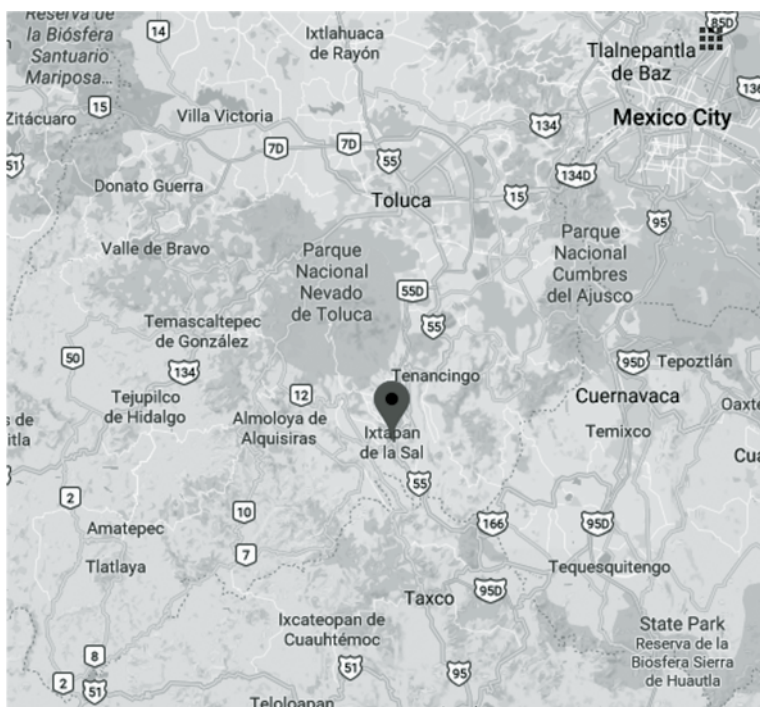 Reserva de
la Biósfera
Santuario
Mariposa...
14
Ixtlahuaca
de Rayón
85D
Tlalnepantla
de Baz
136
15
Zitácuaro
Villa Victoria
134
Mexico City
7D
7D
55
51
134D
Donato Guerra
Toluca
15
95
Valle de Bravo
Parque
Nacional
Nevado
de Toluca
Parque
Nacional
Cumbres
del Ajusco
55D
Temascaltepec
de González
55
50
134
95D
Tepoztlán
Tenancingo
Tejupilco
de Hidalgo
12
Cuernavaca
Almoloya de
Alquisiras
Ixtapan
de la Sal
Temixco
Oaxte
s de
itla
Cua
55
2
10
166
95D
Amatepec
7
Tlatlaya
Tequesquitengo
95D
Taxco
Ixcateopan de
Cuauhtémoc
State Park
Reserva de la
Biosfera Sierra
de Huautla
8
51
95
2
51
Teloloapan